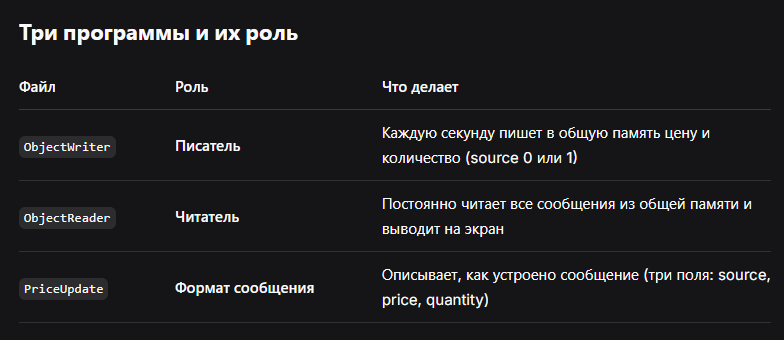 Три программы и их роль
Файл Роль Что делает
ObjectWriter Писатель Каждую секунду пишет в общую память цену и
количество (source 0 или 1)
ObjectReader Читатель Постоянно читает все сообщения из общей памяти и
выводит на экран
PriceUpdate Формат сообщения Описывает, как устроено сообщение (три поля: source,
price, quantity)